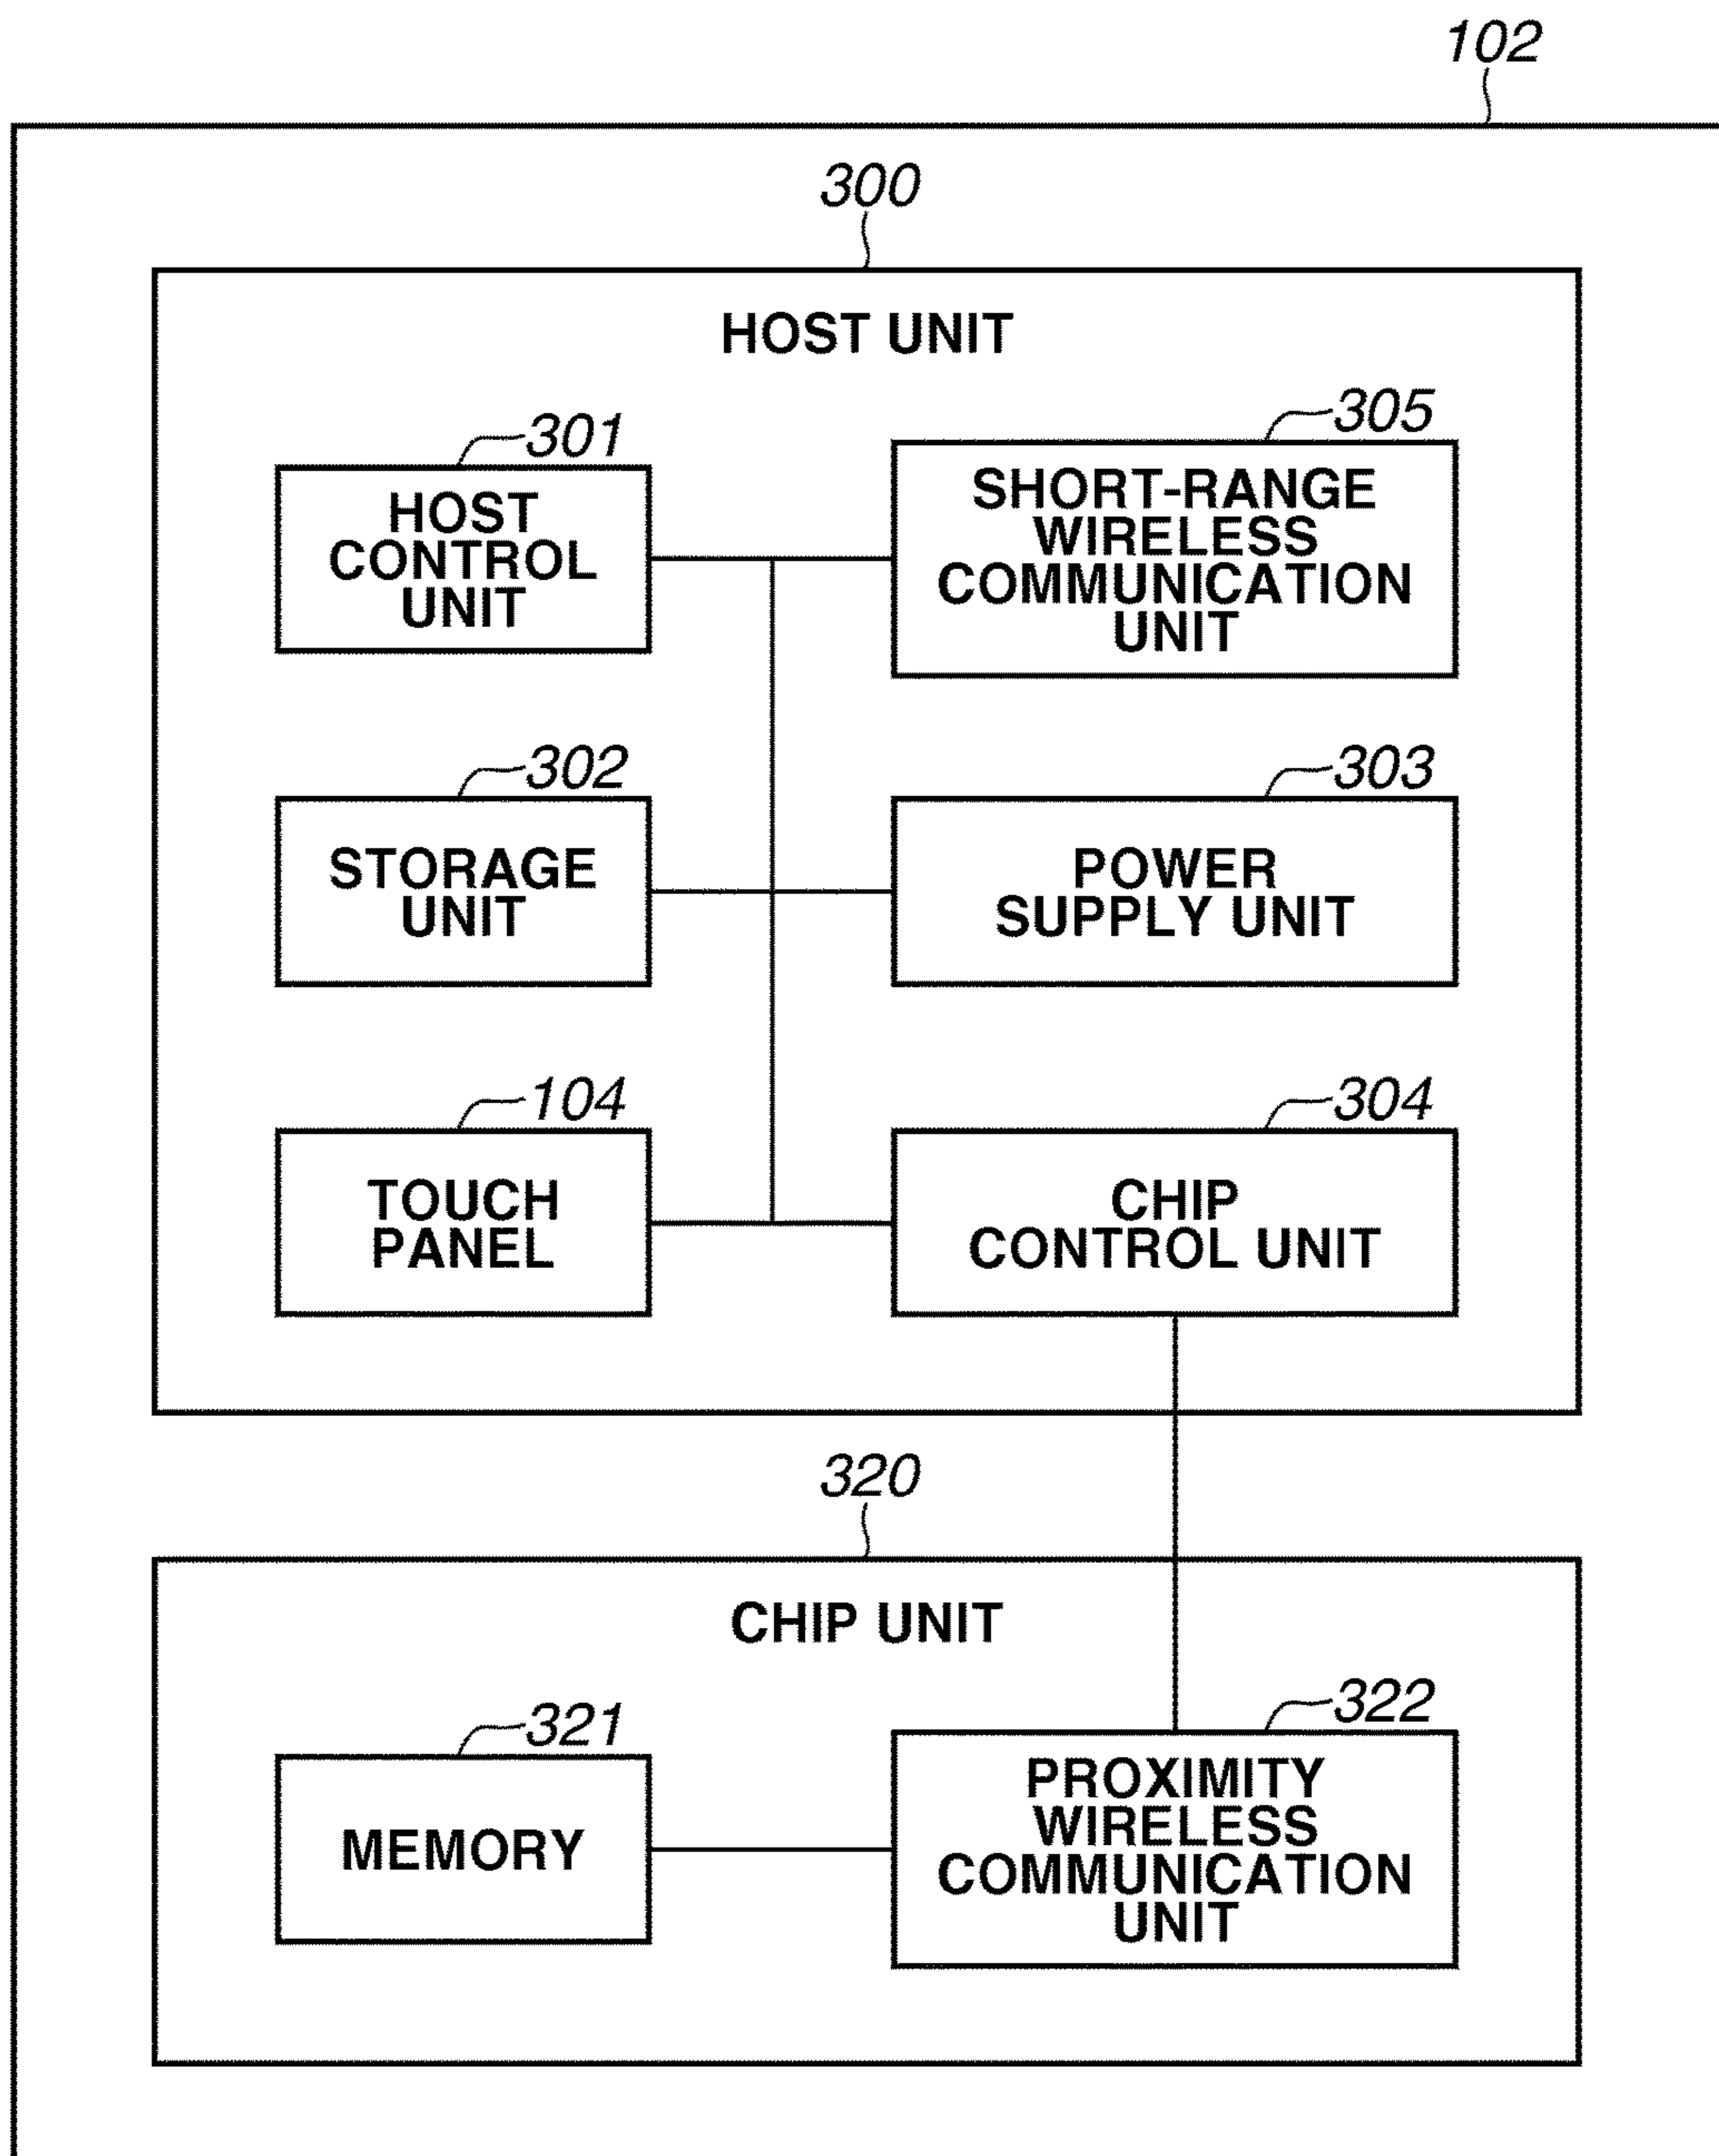 102
300
HOST UNIT
301
HOST
CONTROL
UNIT
305
SHORT-RANGE
WIRELESS
COMMUNICATION
UNIT
302
STORAGE
UNIT
303
POWER
SUPPLY UNIT
104
TOUCH
PANEL
304
CHIP
CONTROL UNIT
320
CHIP UNIT
321
MEMORY
322
PROXIMITY
WIRELESS
COMMUNICATION
UNIT